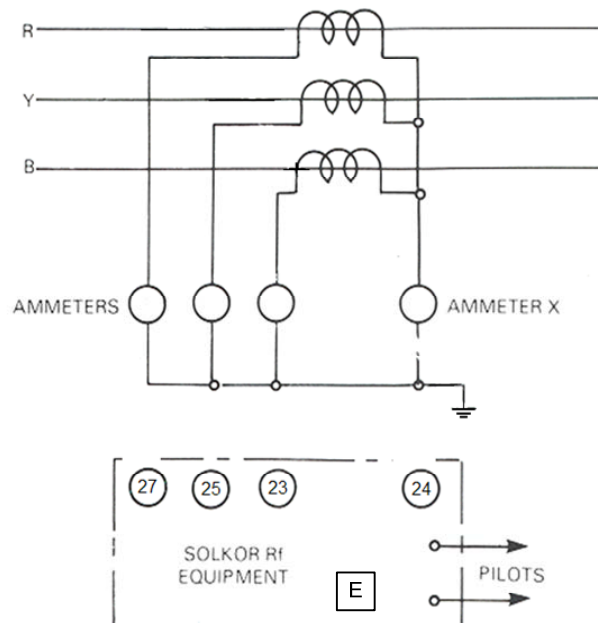 R
Y
B
AMMETERS
AMMETER X
27 25 23 24
SOLKOR Rf
EQUIPMENT
E
PILOTS